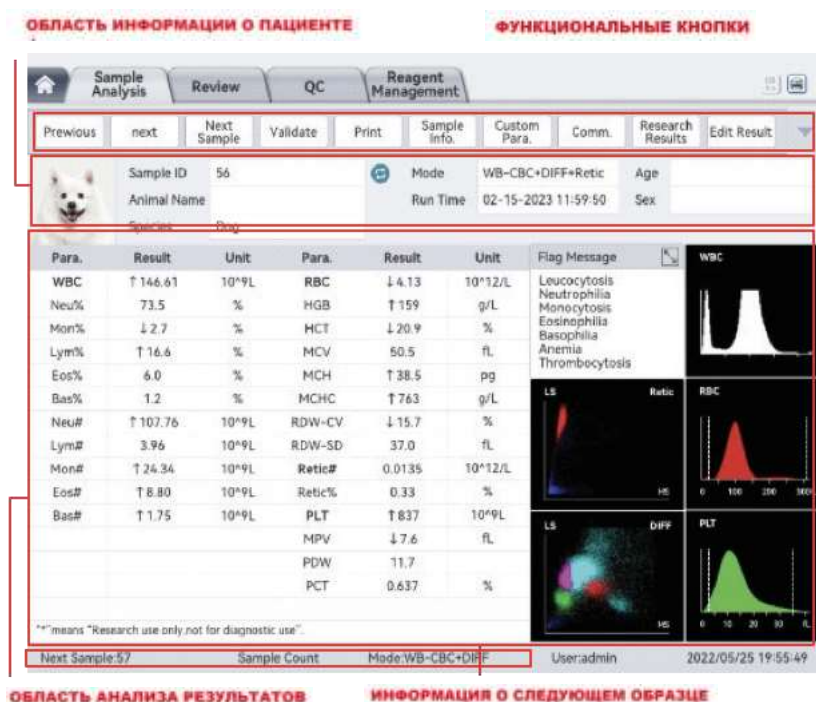 ОБЛАСТЬ ИНФОРМАЦИИ О ПАЦИЕНТЕ
ФУНКЦИОНАЛЬНЫЕ КНОПКИ
Sample Analysis
Review
QC
Reagent Management
Prewious
next
Next Sample
Validate
Print
Sample Info.
Custom Para.
Comm.
Research Results
Edit Result
Sample ID 56 Mode WB-CBC+DIFF+Retic Age
Animal Name Run Time 02-15-2023 11:59:50 Sex
Species Dog
Para. Result Unit Para. Result Unit Flag Message
WBC ↑146.61 10^9L RBC ↓4.13 10^12/L
Neu% 73.5 % HGB ↑159 g/L
Mon% ↓2.7 % HCT ↓20.9 %
Lym% ↑16.6 % MCV 50.5 fL
Eos% 6.0 % MCH ↑38.5 pg
Bas% 1.2 % MCHC ↑763 g/L
Neu# ↑107.76 10^9L RDW-CV ↓15.7 %
Lym# 3.96 10^9L RDW-SD 37.0 fL
Mon# ↑24.34 10^9L Retic# 0.0135 10^12/L
Eos# ↑8.80 10^9L Retic% 0.33 %
Bas# ↑1.75 10^9L PLT ↑837 10^9L
MPV ↓7.6 fL
PDW 11.7
PCT 0.637 %
Leucocytosis
Neutrophilia
Monocytosis
Eosinophilia
Basophilia
Anemia
Thrombocytosis
WBC
LS Retic
HS
RBC
0 100 200 300
LS DIFF
HS
PLT
0 10 20 30 fL
"*"means "Research use only,not for diagnostic use".
Next Sample:57 Sample Count Mode:WB-CBC+DIFF User:admin 2022/05/25 19:55:49
ОБЛАСТЬ АНАЛИЗА РЕЗУЛЬТАТОВ
ИНФОРМАЦИЯ О СЛЕДУЮЩЕМ ОБРАЗЦЕ